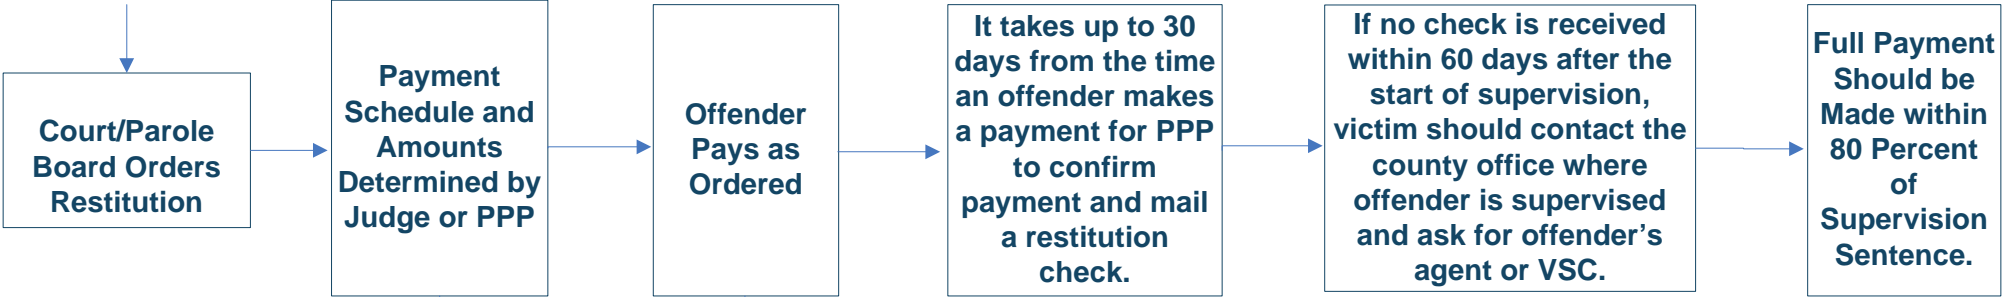 Court/Parole
Board Orders
Restitution
Payment
Schedule and
Amounts
Determined by
Judge or PPP
Offender
Pays as
Ordered
It takes up to 30
days from the time
an offender makes
a payment for PPP
to confirm
payment and mail
a restitution
check.
If no check is received
within 60 days after the
start of supervision,
victim should contact the
county office where
offender is supervised
and ask for offender’s
agent or VSC.
Full Payment
Should be
Made within
80 Percent
of
Supervision
Sentence.